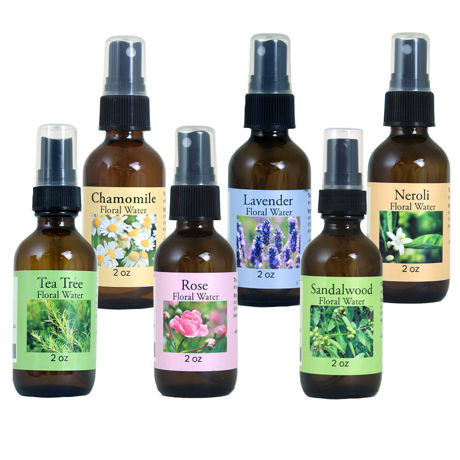 Chamomile
Floral Water
2 oz
Lavender
Floral Water
2 oz
Neroli
Floral Water
2 oz
Tea Tree
Floral Water
2 oz
Rose
Floral Water
2 oz
Sandalwood
Floral Water
2 oz